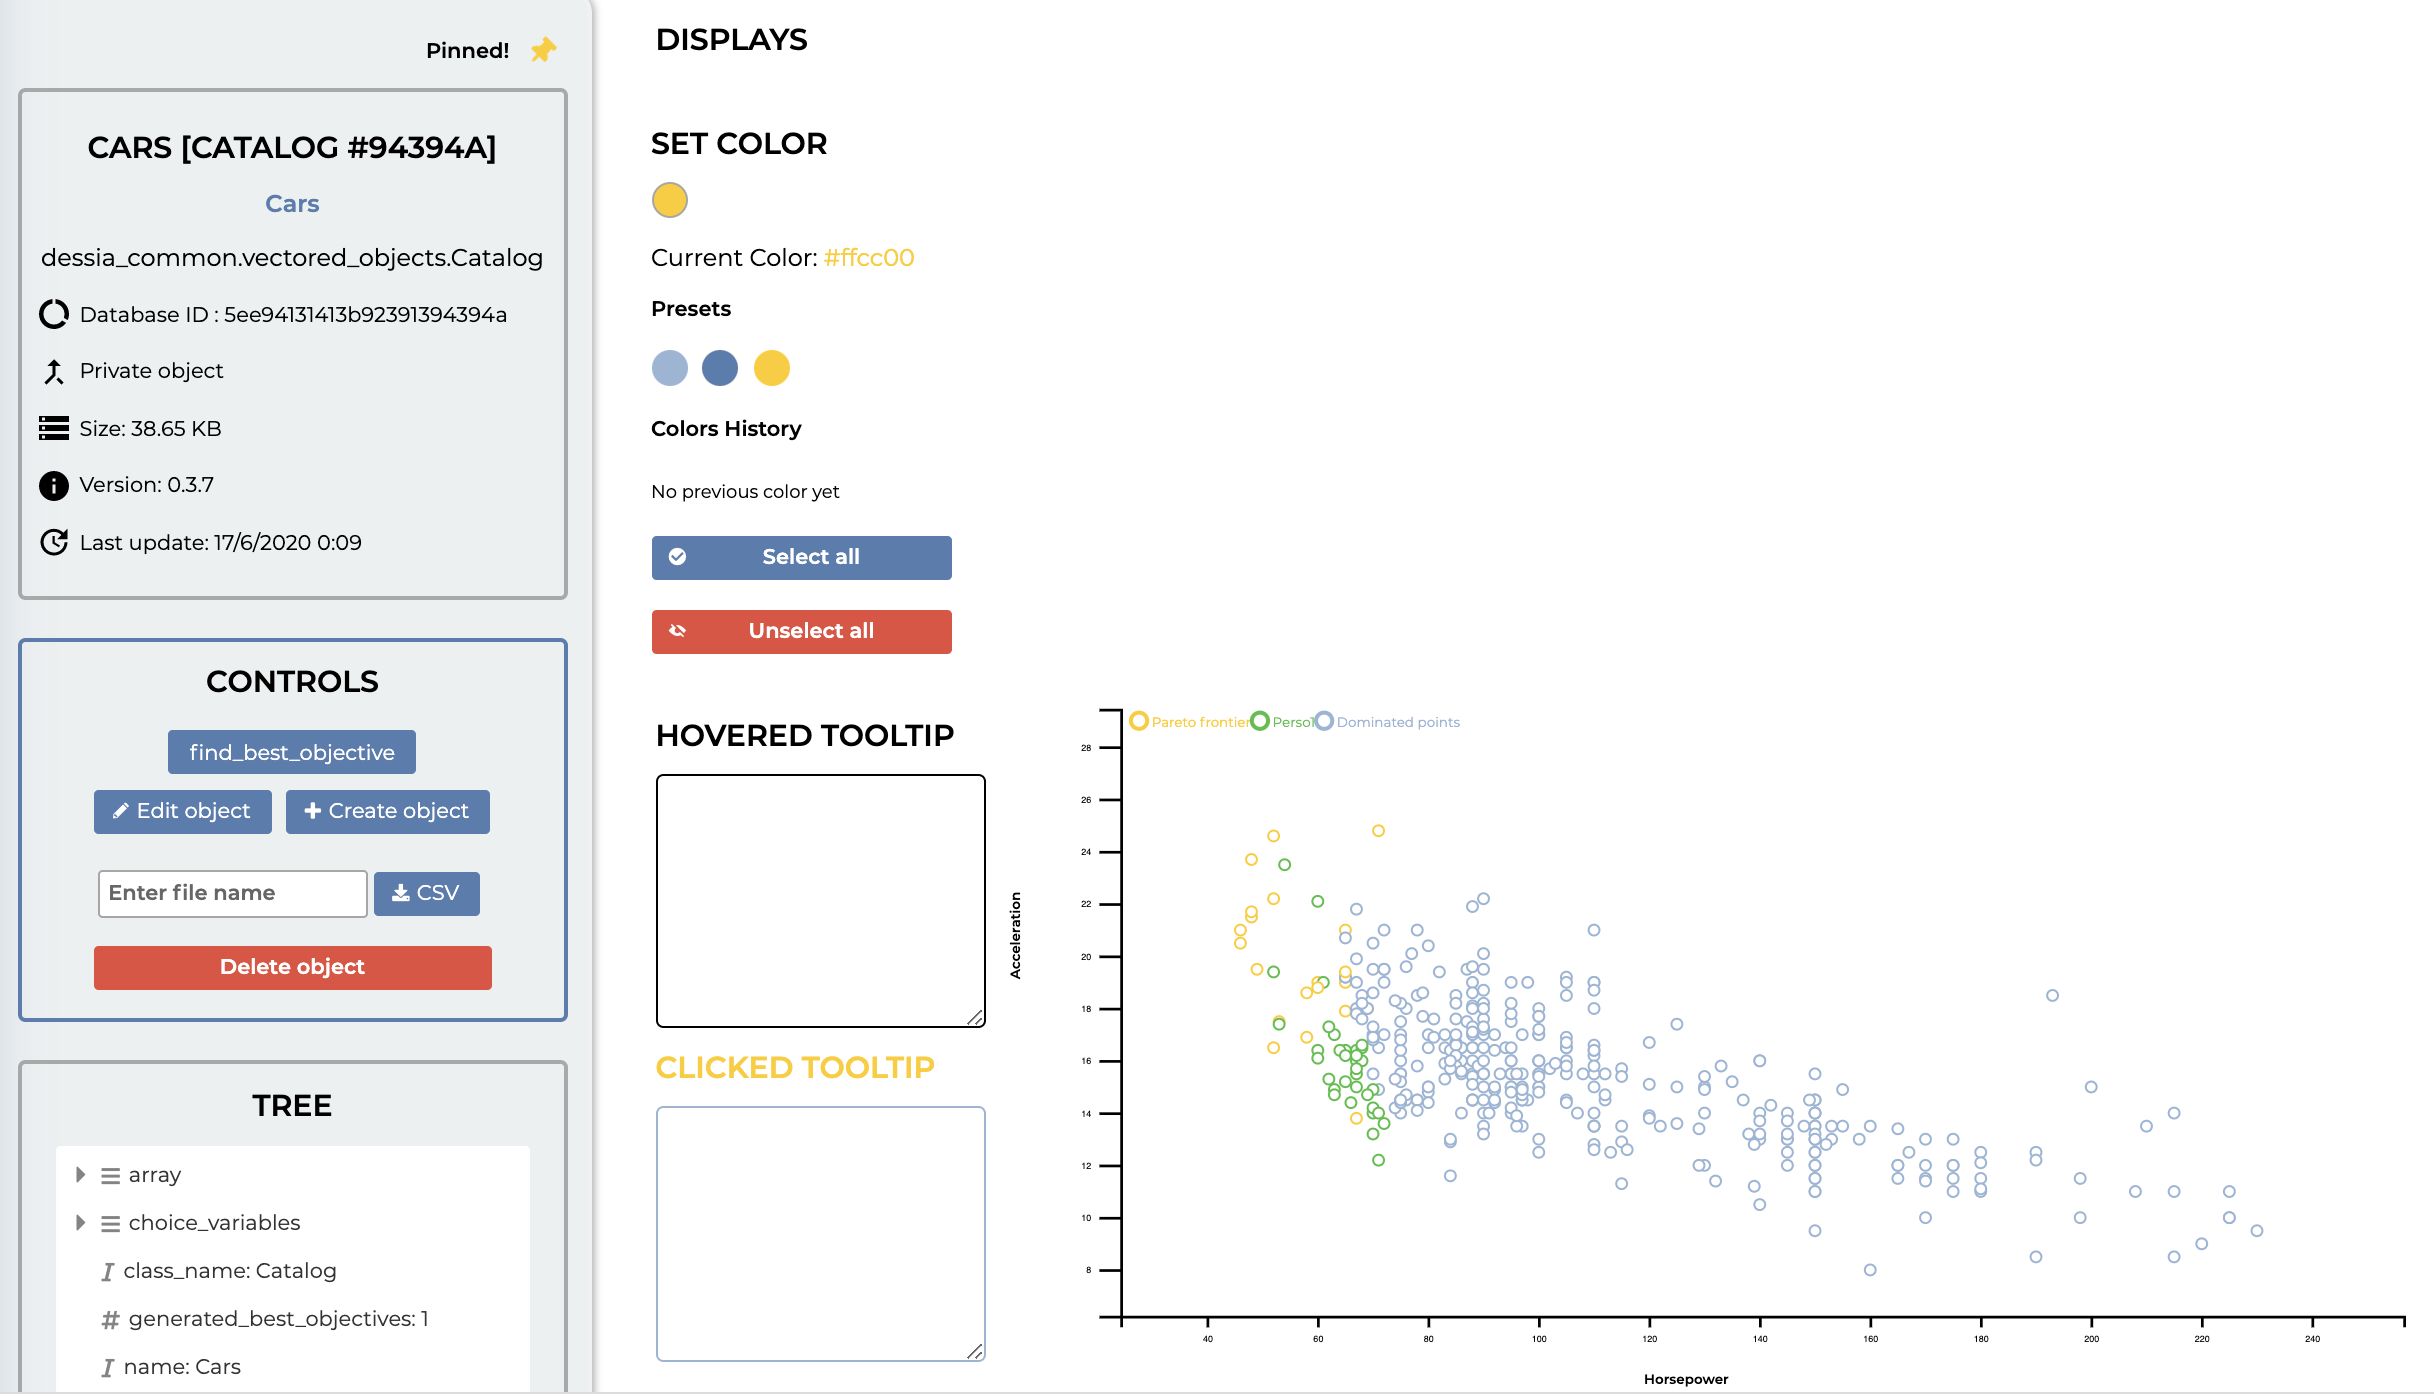 Pinned!
CARS [CATALOG #94394A]
Cars
dessia_common.vectored_objects.Catalog
Database ID : 5ee94131413b92391394394a
Private object
Size: 38.65 KB
Version: 0.3.7
Last update: 17/6/2020 0:09
CONTROLS
find_best_objective
Edit object
Create object
Enter file name
CSV
Delete object
TREE
array
choice_variables
class_name: Catalog
generated_best_objectives: 1
name: Cars
DISPLAYS
SET COLOR
Current Color: #ffcc00
Presets
Colors History
No previous color yet
Select all
Unselect all
HOVERED TOOLTIP
CLICKED TOOLTIP
Pareto frontier
Dominated points
28
26
24
22
20
18
16
14
12
10
8
Acceleration
40 60 80 100 120 140 160 180 200 220 240
Horsepower